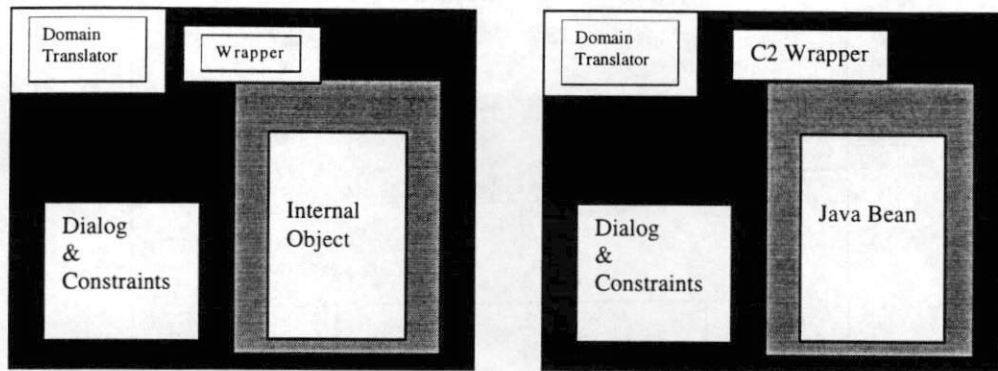 Domain
Translator
Wrapper
Internal
Object
Dialog
&
Constraints
Domain
Translator
C2 Wrapper
Java Bean
Dialog
&
Constraints